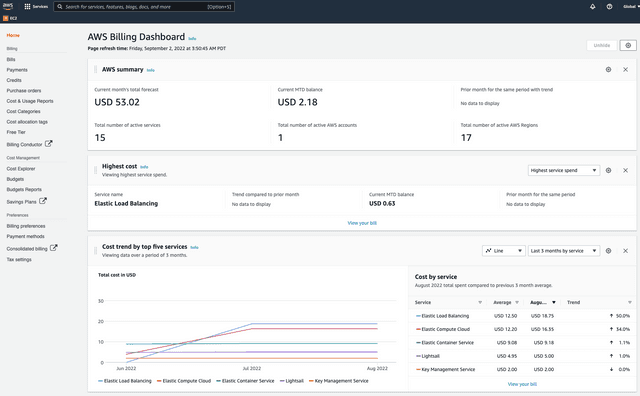 aws
Services
Search for services, features, blogs, docs, and more
[Option+S]
Global
EC2
Home
Billing
Bills
Payments
Credits
Purchase orders
Cost & Usage Reports
Cost Categories
Cost allocation tags
Free Tier
Billing Conductor
Cost Management
Cost Explorer
Budgets
Budgets Reports
Savings Plans
Preferences
Billing preferences
Payment methods
Consolidated billing
Tax settings
AWS Billing Dashboard Info
Page refresh time: Friday, September 2, 2022 at 3:50:45 AM PDT
Unhide
AWS summary Info
Current month's total forecast
USD 53.02
Current MTD balance
USD 2.18
Prior month for the same period with trend
No data to display
Total number of active services
15
Total number of active AWS accounts
1
Total number of active AWS Regions
17
Highest cost Info
Viewing highest service spend.
Highest service spend
Service name
Elastic Load Balancing
Trend compared to prior month
No data to display
Current MTD balance
USD 0.63
Prior month for the same period
No data to display
View your bill
Cost trend by top five services Info
Viewing data over a period of 3 months.
Line
Last 3 months by service
Total cost in USD
30
20
10
0
Jun 2022
Jul 2022
Aug 2022
Elastic Load Balancing
Elastic Compute Cloud
Elastic Container Service
Lightsail
Key Management Service
Cost by service
August 2022 total spent compared to previous 3 month average.
Service Average Augu... Trend
Elastic Load Balancing USD 12.50 USD 18.75 ↑ 50.0%
Elastic Compute Cloud USD 12.20 USD 16.35 ↑ 34.0%
Elastic Container Service USD 9.08 USD 9.18 ↑ 1.1%
Lightsail USD 4.95 USD 5.00 ↑ 1.0%
Key Management Service USD 2.00 USD 2.00 ↓ 0.0%
View your bill